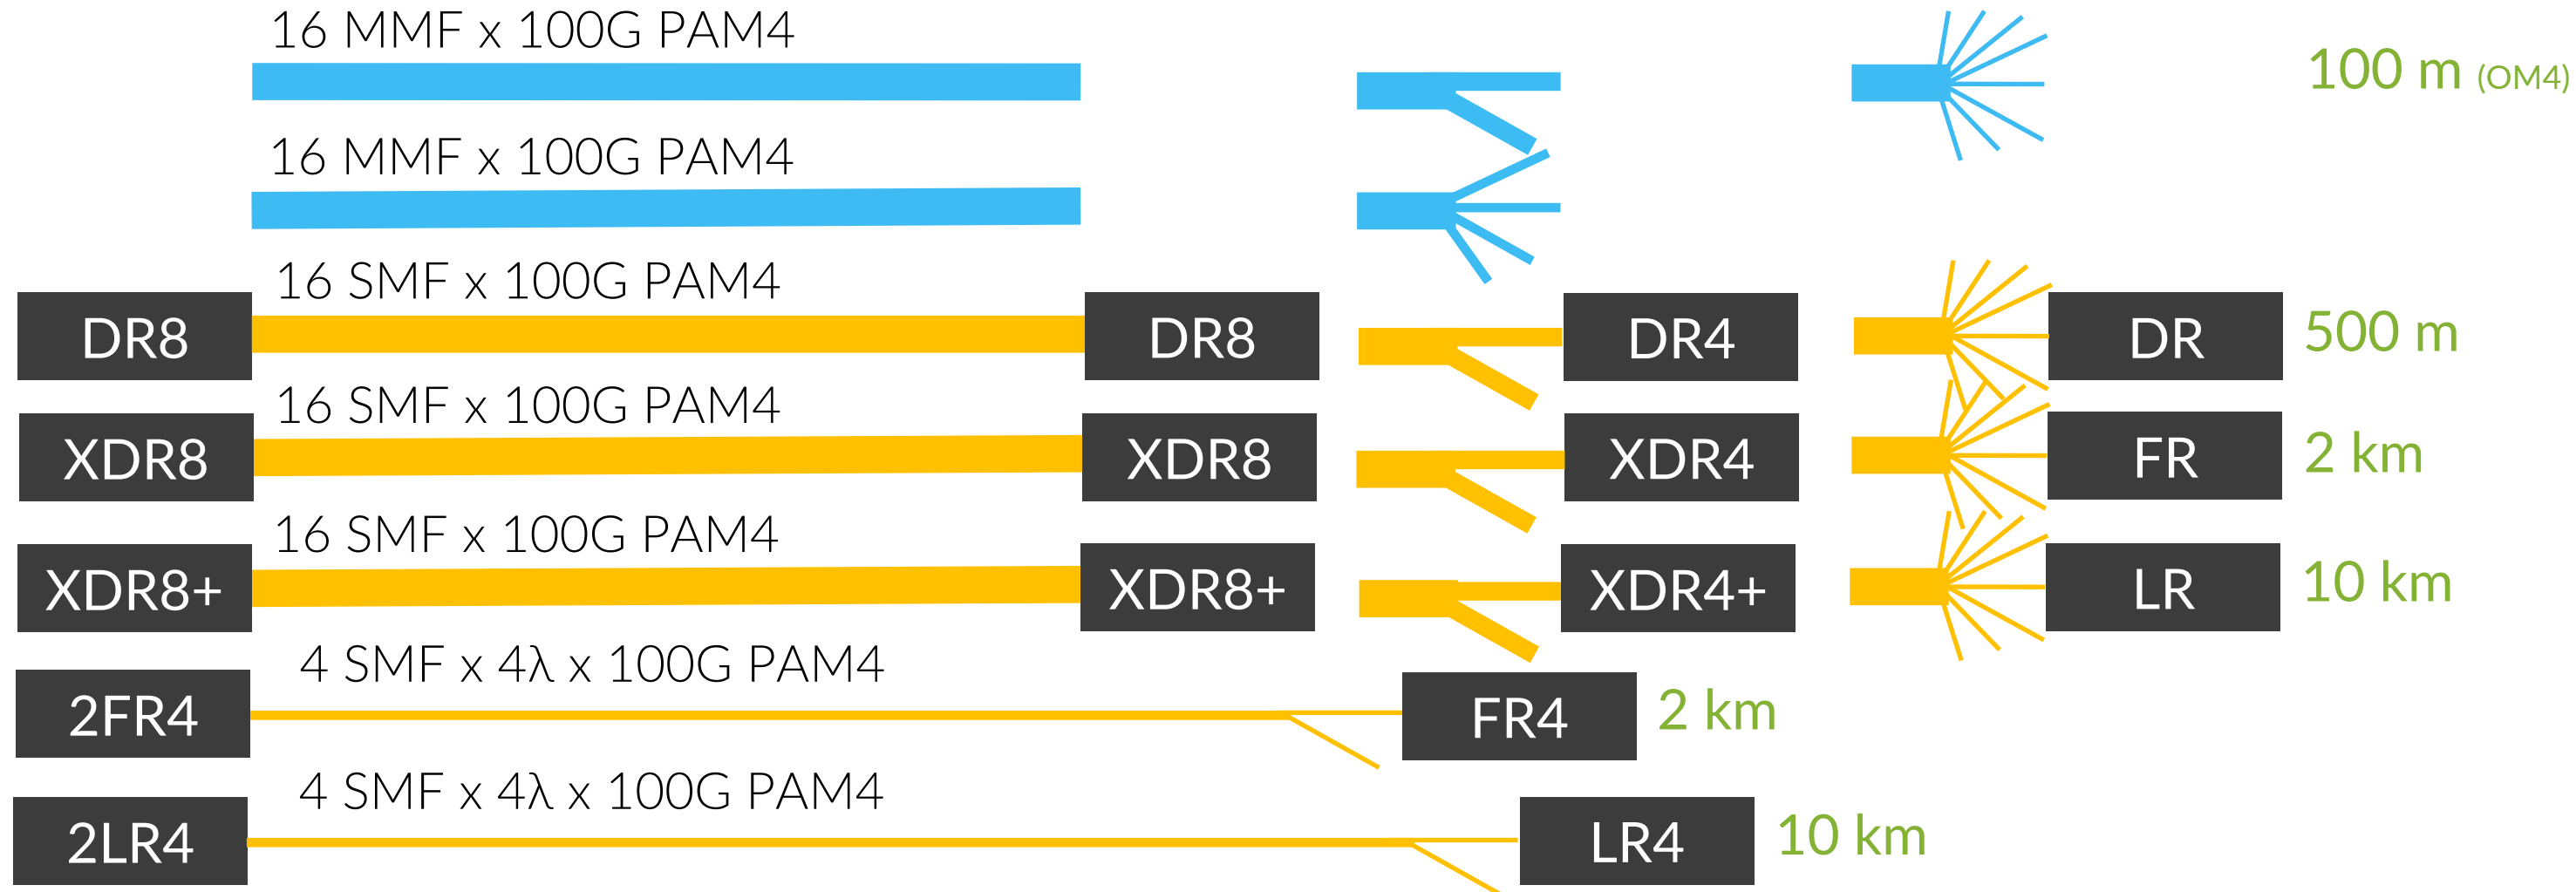 16 MMF x 100G PAM4
100 m (OM4)
16 MMF x 100G PAM4
16 SMF x 100G PAM4
DR8
DR8
DR4
DR
500 m
16 SMF x 100G PAM4
XDR8
XDR8
XDR4
FR
2 km
16 SMF x 100G PAM4
XDR8+
XDR8+
XDR4+
LR
10 km
4 SMF x 4λ x 100G PAM4
2FR4
FR4
2 km
4 SMF x 4λ x 100G PAM4
2LR4
LR4
10 km